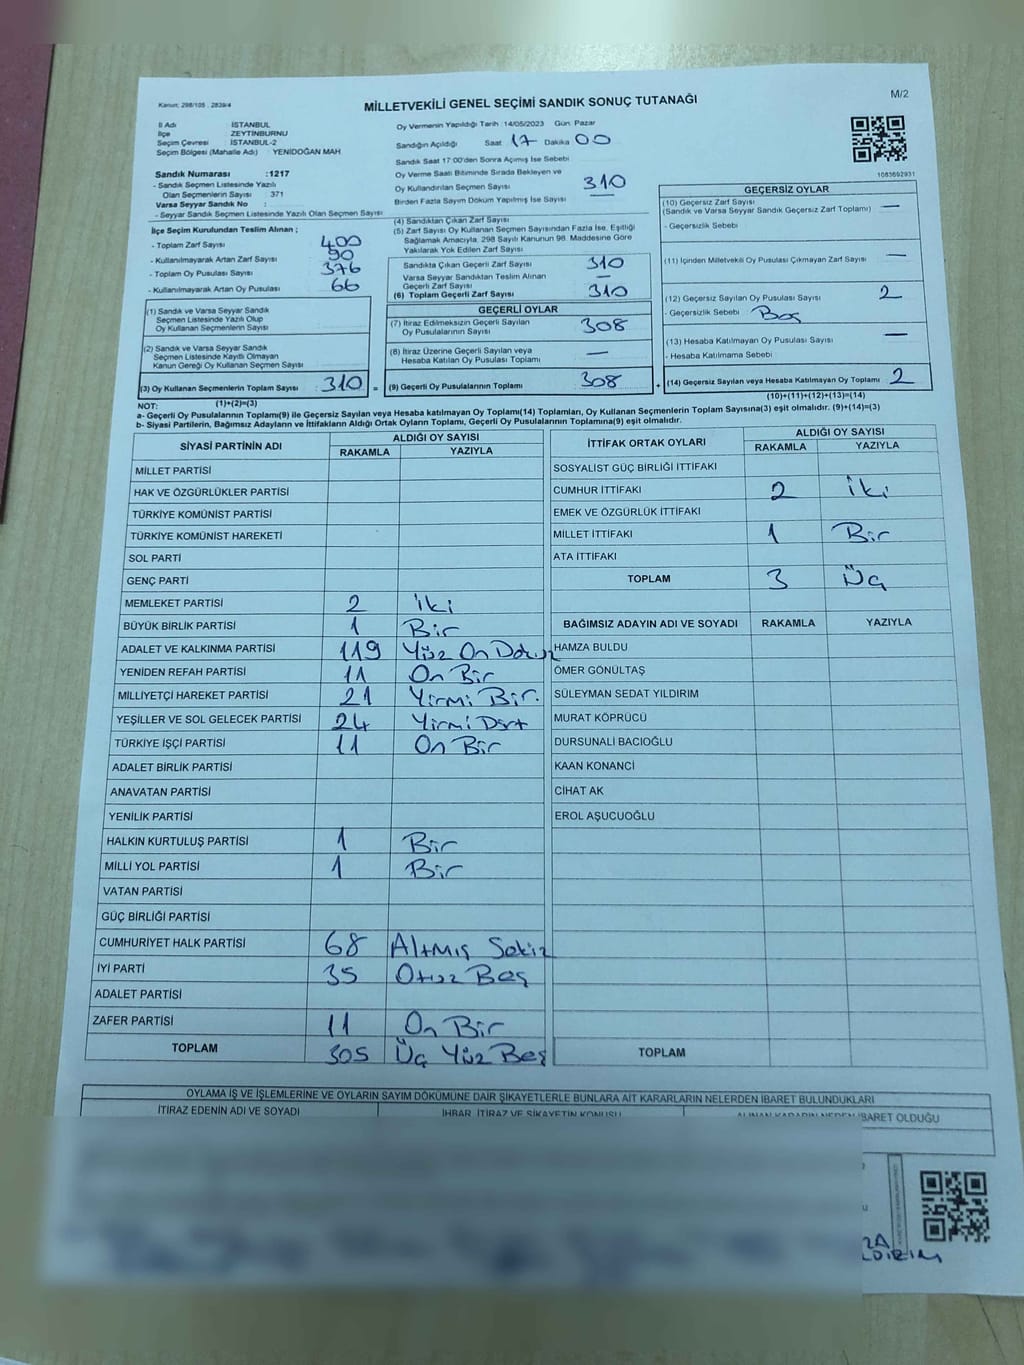 Kanun: 298/105 , 2839/4
MİLLETVEKİLİ GENEL SEÇİMİ SANDIK SONUÇ TUTANAĞI
M/2
İl Adı : İSTANBUL
İlçe : ZEYTİNBURNU
Seçim Çevresi : İSTANBUL-2
Seçim Bölgesi (Mahalle Adı) : YENİDOĞAN MAH.
Sandık Numarası :1217
- Sandık Seçmen Listesinde Yazılı
Olan Seçmenlerin Sayısı : 371
Varsa Seyyar Sandık No :
- Seyyar Sandık Seçmen Listesinde Yazılı Olan Seçmen Sayısı :
Oy Vermenin Yapıldığı Tarih :14/05/2023 Gün: Pazar
Sandığın Açıldığı Saat 17 Dakika 00
Sandık Saat 17:00'den Sonra Açılmış İse Sebebi
Oy Verme Saati Bitiminde Sırada Bekleyen ve
Oy Kullandırılan Seçmen Sayısı 310
Birden Fazla Sayım Döküm Yapılmış İse Sayısı —
1083692931
İlçe Seçim Kurulundan Teslim Alınan ;
- Toplam Zarf Sayısı 400
- Kullanılmayarak Artan Zarf Sayısı 90
- Toplam Oy Pusulası Sayısı 376
- Kullanılmayarak Artan Oy Pusulası 66
(1) Sandık ve Varsa Seyyar Sandık
Seçmen Listesinde Yazılı Olup
Oy Kullanan Seçmenlerin Sayısı
(2) Sandık ve Varsa Seyyar Sandık
Seçmen Listesinde Kayıtlı Olmayan
Kanun Gereği Oy Kullanan Seçmen Sayısı
(3) Oy Kullanan Seçmenlerin Toplam Sayısı 310
(1)+(2)=(3)
(4) Sandıktan Çıkan Zarf Sayısı
(5) Zarf Sayısı Oy Kullanan Seçmen Sayısından Fazla İse, Eşitliği
Sağlamak Amacıyla, 298 Sayılı Kanunun 98. Maddesine Göre
Yakılarak Yok Edilen Zarf Sayısı
Sandıkta Çıkan Geçerli Zarf Sayısı 310
Varsa Seyyar Sandıktan Teslim Alınan
Geçerli Zarf Sayısı —
(6) Toplam Geçerli Zarf Sayısı 310
GEÇERLİ OYLAR
(7) İtiraz Edilmeksizin Geçerli Sayılan
Oy Pusulalarının Sayısı 308
(8) İtiraz Üzerine Geçerli Sayılan veya
Hesaba Katılan Oy Pusulası Toplamı —
= (9) Geçerli Oy Pusulalarının Toplamı 308
GEÇERSİZ OYLAR
(10) Geçersiz Zarf Sayısı —
(Sandık ve Varsa Seyyar Sandık Geçersiz Zarf Toplamı)
- Geçersizlik Sebebi
(11) İçinden Milletvekili Oy Pusulası Çıkmayan Zarf Sayısı —
(12) Geçersiz Sayılan Oy Pusulası Sayısı 2
- Geçersizlik Sebebi Boş
(13) Hesaba Katılmayan Oy Pusulası Sayısı —
- Hesaba Katılmama Sebebi
+ (14) Geçersiz Sayılan veya Hesaba Katılmayan Oy Toplamı 2
(10)+(11)+(12)+(13)=(14)
NOT:
a- Geçerli Oy Pusulalarının Toplamı(9) ile Geçersiz Sayılan veya Hesaba katılmayan Oy Toplamı(14) Toplamları, Oy Kullanan Seçmenlerin Toplam Sayısına(3) eşit olmalıdır. (9)+(14)=(3)
b- Siyasi Partilerin, Bağımsız Adayların ve İttifakların Aldığı Ortak Oyların Toplamı, Geçerli Oy Pusulalarının Toplamına(9) eşit olmalıdır.
SİYASİ PARTİNİN ADI ALDIĞI OY SAYISI
RAKAMLA YAZIYLA
MİLLET PARTİSİ
HAK VE ÖZGÜRLÜKLER PARTİSİ
TÜRKİYE KOMÜNİST PARTİSİ
TÜRKİYE KOMÜNİST HAREKETİ
SOL PARTİ
GENÇ PARTİ
MEMLEKET PARTİSİ 2 İki
BÜYÜK BİRLİK PARTİSİ 1 Bir
ADALET VE KALKINMA PARTİSİ 119 Yüz On Dokuz
YENİDEN REFAH PARTİSİ 11 On Bir
MİLLİYETÇİ HAREKET PARTİSİ 21 Yirmi Bir.
YEŞİLLER VE SOL GELECEK PARTİSİ 24 Yirmi Dört
TÜRKİYE İŞÇİ PARTİSİ 11 On Bir
ADALET BİRLİK PARTİSİ
ANAVATAN PARTİSİ
YENİLİK PARTİSİ
HALKIN KURTULUŞ PARTİSİ 1 Bir
MİLLİ YOL PARTİSİ 1 Bir
VATAN PARTİSİ
GÜÇ BİRLİĞİ PARTİSİ
CUMHURİYET HALK PARTİSİ 68 Altmış Sekiz
İYİ PARTİ 35 Otuz Beş
ADALET PARTİSİ
ZAFER PARTİSİ 11 On Bir
TOPLAM 305 Üç Yüz Beş
İTTİFAK ORTAK OYLARI ALDIĞI OY SAYISI
RAKAMLA YAZIYLA
SOSYALİST GÜÇ BİRLİĞİ İTTİFAKI
CUMHUR İTTİFAKI 2 İki
EMEK VE ÖZGÜRLÜK İTTİFAKI
MİLLET İTTİFAKI 1 Bir
ATA İTTİFAKI
TOPLAM 3 Üç
BAĞIMSIZ ADAYIN ADI VE SOYADI RAKAMLA YAZIYLA
HAMZA BULDU
ÖMER GÖNÜLTAŞ
SÜLEYMAN SEDAT YILDIRIM
MURAT KÖPRÜCÜ
DURSUNALİ BACIOĞLU
KAAN KONANCİ
CİHAT AK
EROL AŞUCUOĞLU
TOPLAM
OYLAMA İŞ VE İŞLEMLERİNE VE OYLARIN SAYIM DÖKÜMÜNE DAİR ŞİKAYETLERLE BUNLARA AİT KARARLARIN NELERDEN İBARET BULUNDUKLARI
İTİRAZ EDENİN ADI VE SOYADI İHBAR, İTİRAZ VE ŞİKAYETİN KONUSU ALINAN KARARIN NEDEN İBARET OLDUĞU